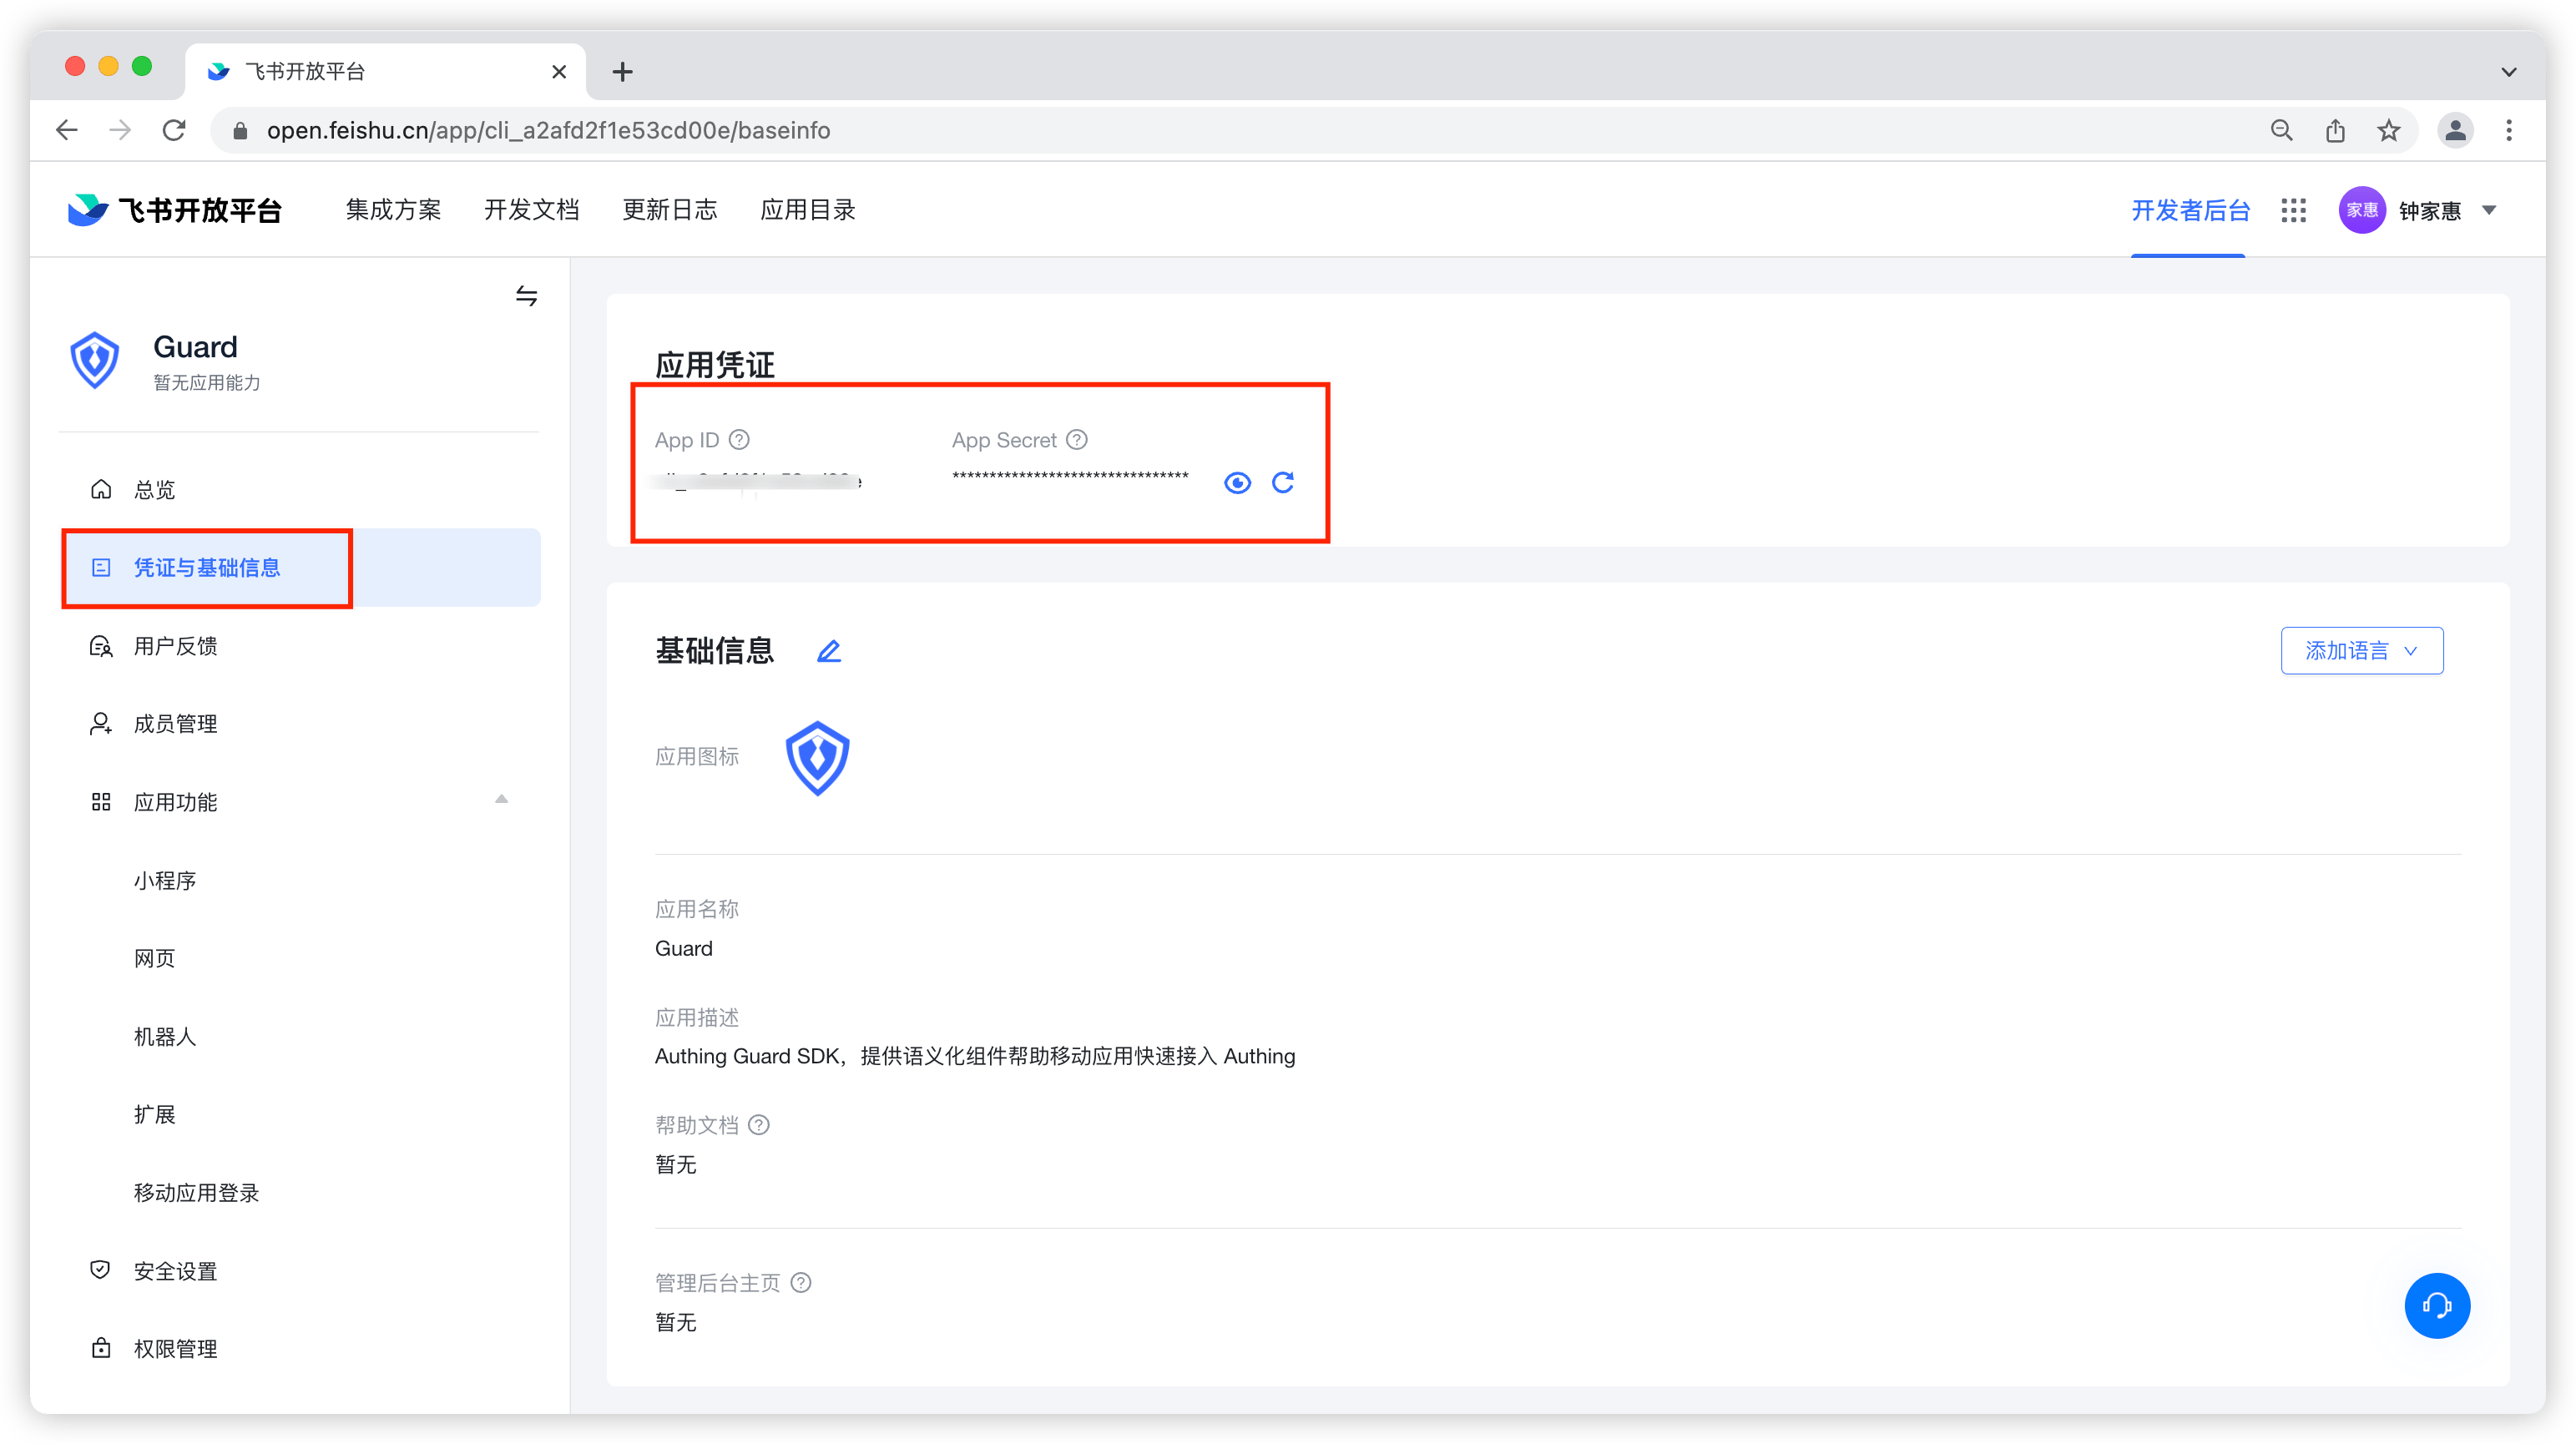 飞书开放平台
open.feishu.cn/app/cli_a2afd2f1e53cd00e/baseinfo
飞书开放平台 集成方案 开发文档 更新日志 应用目录 开发者后台 家惠 钟家惠
Guard
暂无应用能力
总览
凭证与基础信息
用户反馈
成员管理
应用功能
小程序
网页
机器人
扩展
移动应用登录
安全设置
权限管理
应用凭证
App ID App Secret
********************************
基础信息 添加语言
应用图标
应用名称
Guard
应用描述
Authing Guard SDK，提供语义化组件帮助移动应用快速接入 Authing
帮助文档
暂无
管理后台主页
暂无